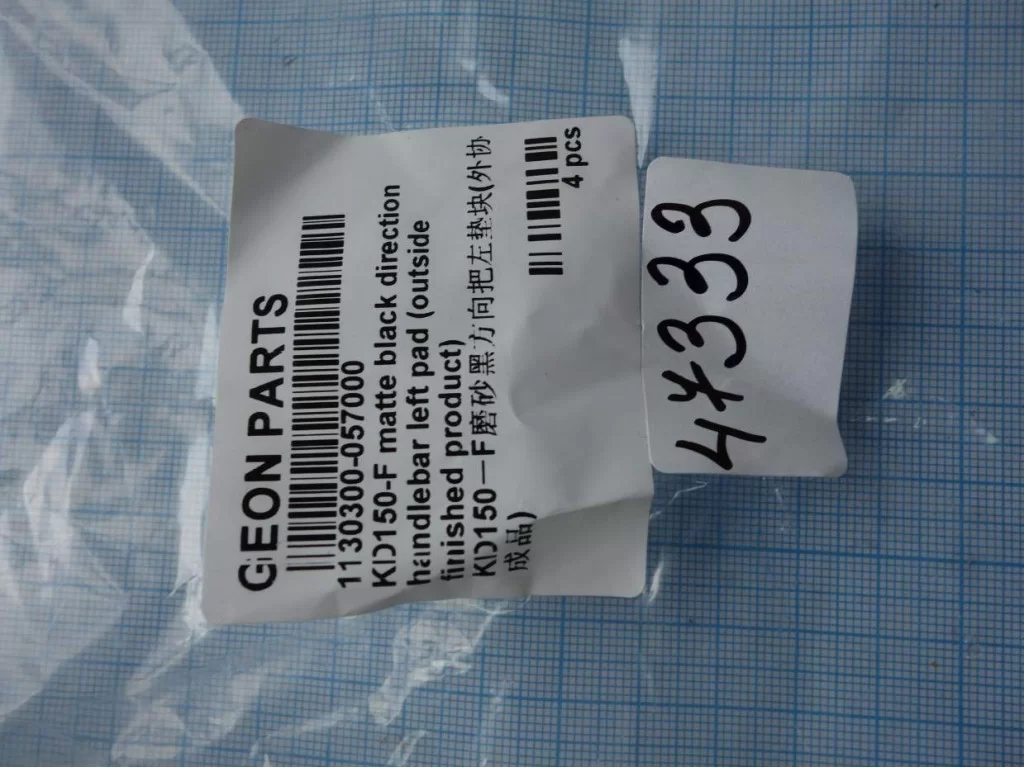 GEON PARTS
1130300-057000
KD150-F matte black direction
handlebar left pad (outside
finished product)
KD150－F磨砂黑方向把左垫块(外协
成品)
4 pcs
47333